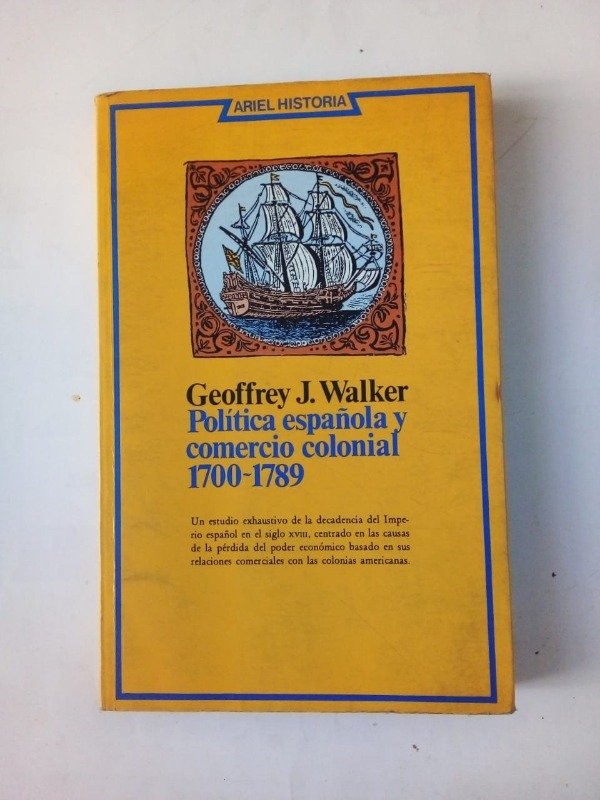 ARIEL HISTORIA
Geoffrey J. Walker
Política española y
comercio colonial
1700-1789
Un estudio exhaustivo de la decadencia del Impe-
rio español en el siglo XVIII, centrado en las causas
de la pérdida del poder económico basado en sus
relaciones comerciales con las colonias americanas.